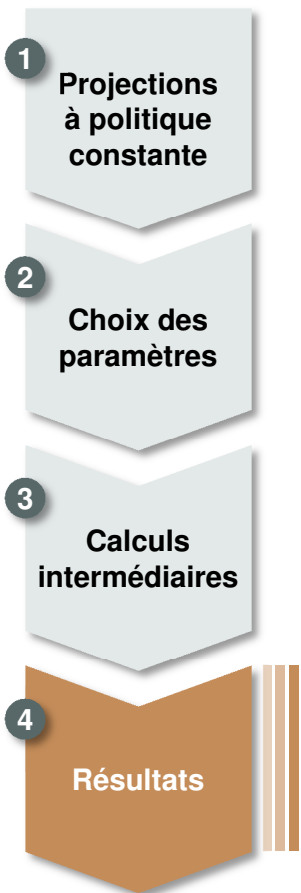 1
Projections
à politique
constante
2
Choix des
paramètres
3
Calculs
intermédiaires
4
Résultats